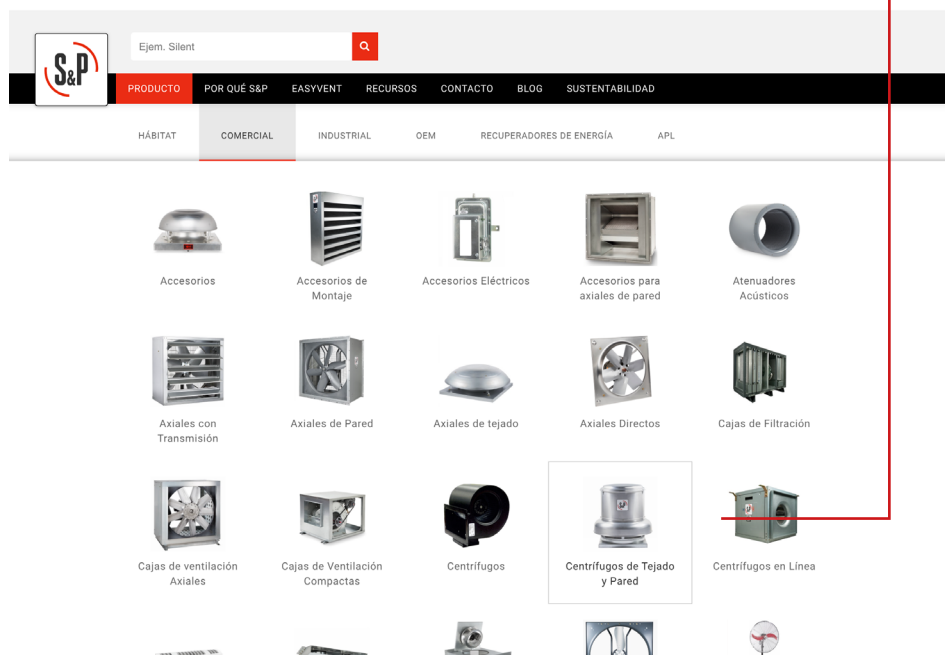 Ejem. Silent
S&P
PRODUCTO POR QUÉ S&P EASYVENT RECURSOS CONTACTO BLOG SUSTENTABILIDAD
HÁBITAT COMERCIAL INDUSTRIAL OEM RECUPERADORES DE ENERGÍA APL
Accesorios
Accesorios de
Montaje
Accesorios Eléctricos
Accesorios para
axiales de pared
Atenuadores
Acústicos
Axiales con
Transmisión
Axiales de Pared
Axiales de tejado
Axiales Directos
Cajas de Filtración
Cajas de ventilación
Axiales
Cajas de Ventilación
Compactas
Centrífugos
Centrífugos de Tejado
y Pared
Centrífugos en Línea